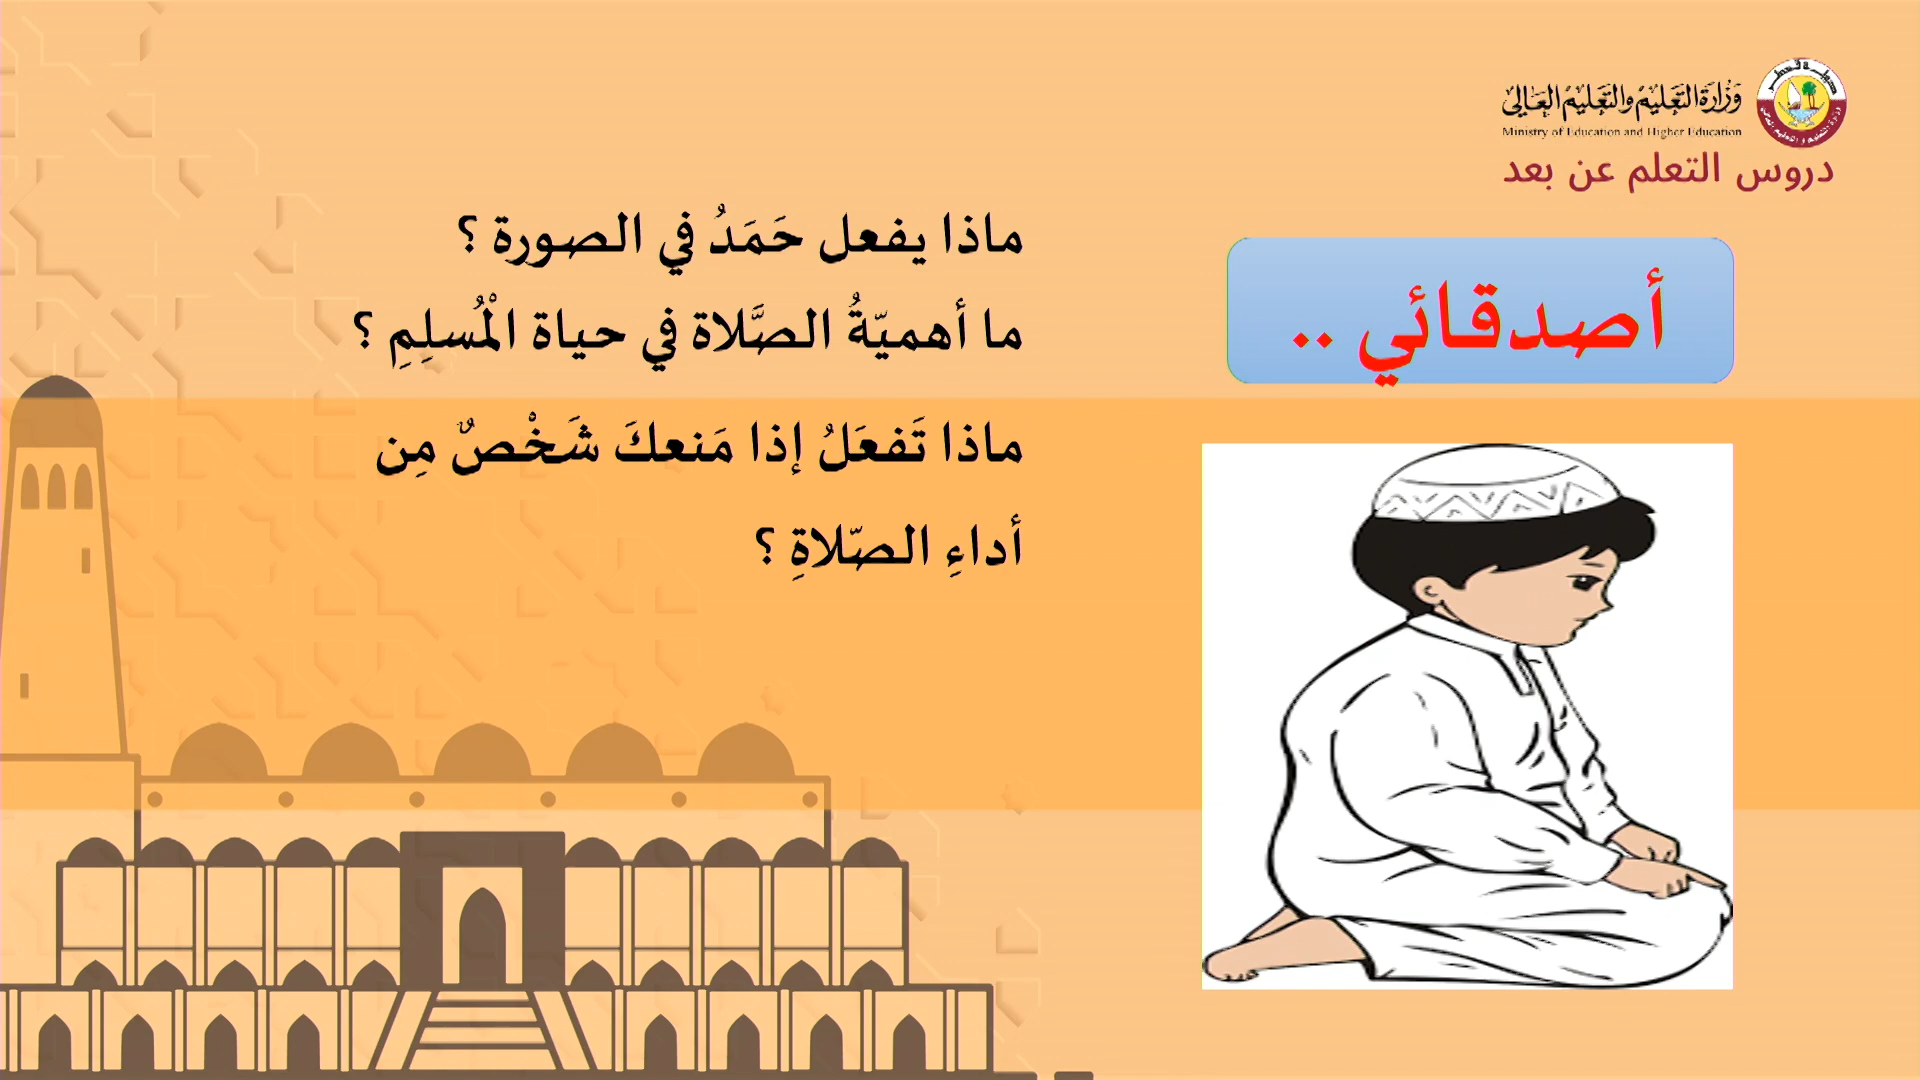 وزارة التعليم والتعليم العالي
Ministry of Education and Higher Education
دروس التعلم عن بعد
أصدقائي ..
ماذا يفعل حَمَدُ في الصورة ؟
ما أهميّةُ الصَّلاة في حياة الْمُسلِمِ ؟
ماذا تَفعَلُ إذا مَنعكَ شَخْصٌ مِن
أداءِ الصّلاةِ ؟